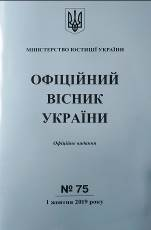 МІНІСТЕРСТВО ЮСТИЦІЇ УКРАЇНИ
ОФІЦІЙНИЙ
ВІСНИК
УКРАЇНИ
Офіційне видання
№ 75
1 жовтня 2019 року